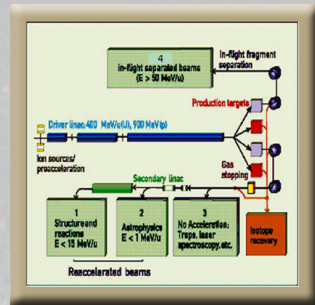 4
In-flight separated beams
(E > 50 MeV/u)
In-flight fragment
separation
Production targets
Driver linac:400 MeV/u(U), 900 MeV(p)
Ion sources/
preacceleration
Gas
stopping
Secondary linac
1
Structure and
reactions
E < 15 MeV/u
2
Astrophysics
E < 1 MeV/u
3
No Acceleration:
Traps, laser
spectroscopy, etc.
Isotope
recovery
Reaccelerated beams